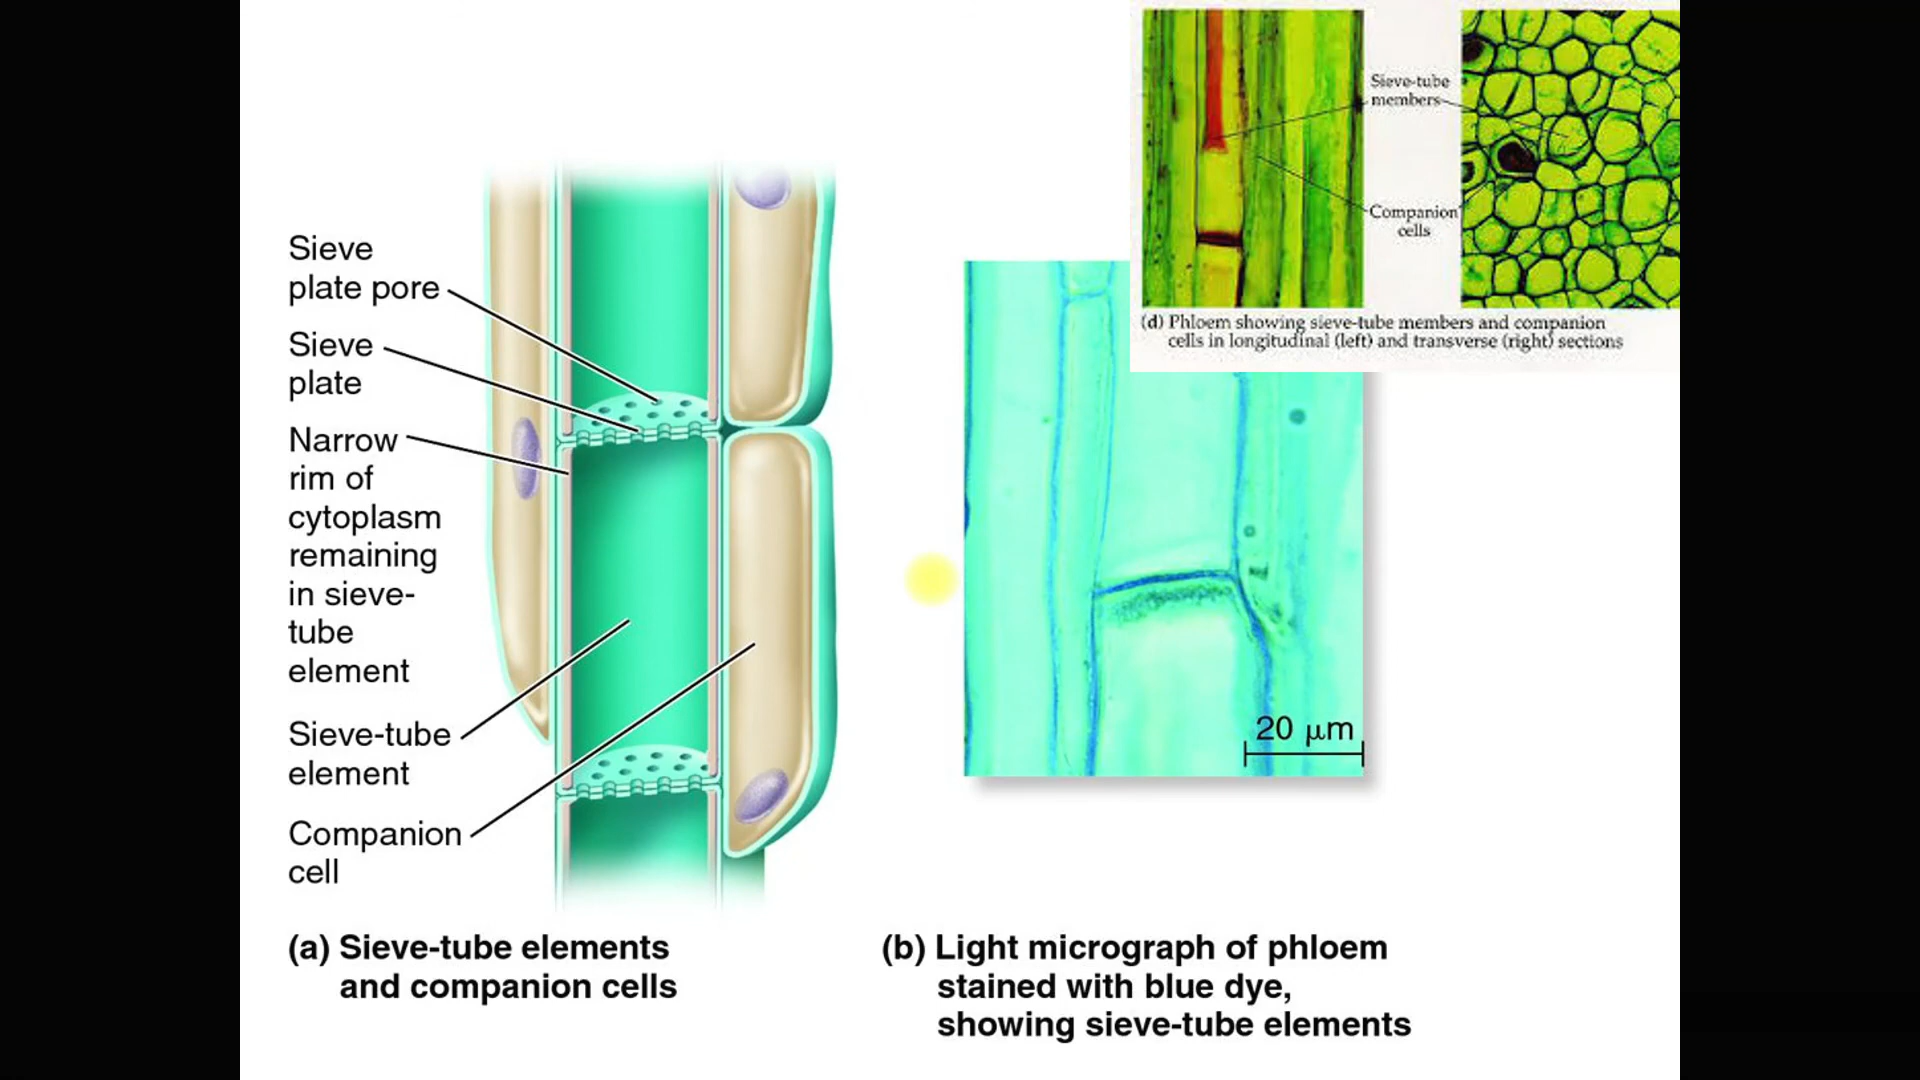 Sieve
plate pore
Sieve
plate
Narrow
rim of
cytoplasm
remaining
in sieve-
tube
element
Sieve-tube
element
Companion
cell
(a) Sieve-tube elements
and companion cells
Sieve-tube
members
Companion
cells
(d) Phloem showing sieve-tube members and companion
cells in longitudinal (left) and transverse (right) sections
20 μm
(b) Light micrograph of phloem
stained with blue dye,
showing sieve-tube elements